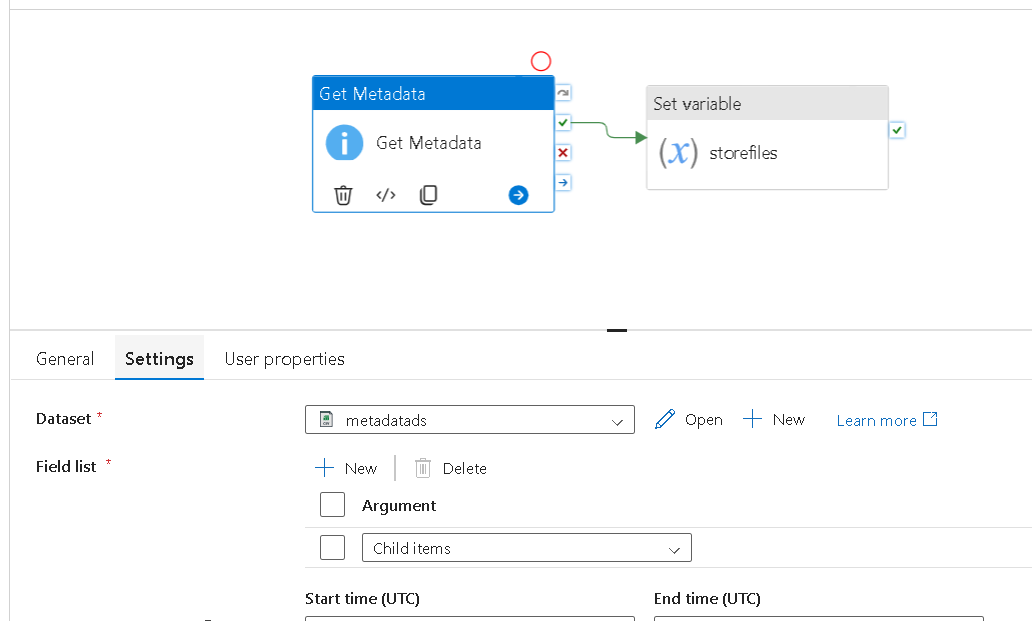 Get Metadata
Set variable
Get Metadata
(x) storefiles
</>
General Settings User properties
Dataset * metadatads Open New Learn more
Field list * New Delete
Argument
Child items
Start time (UTC) End time (UTC)